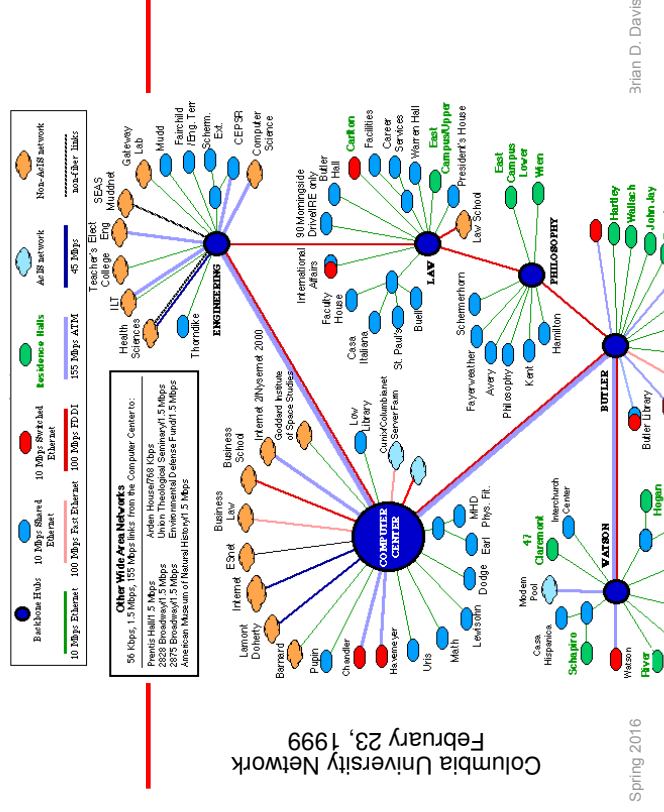 Columbia University Network
February 23, 1999
Backbone Hubs
10 Mbps Shared
Ethernet
10 Mbps Switched
Ethernet
Residence Halls
AcIS network
Non-AcIS network
10 Mbps Ethernet
100 Mbps Fast Ethernet
100 Mbps FDDI
155 Mbps ATM
45 Mbps
non-fiber links
Other Wide Area Networks
56 Kbps, 1.5 Mbps, 155 Mbps links from the Computer Center to:
Prentis Hall/1.5 Mbps
Arden House/768 Kbps
2828 Broadway/1.5 Mbps
Union Theological Seminary/1.5 Mbps
2875 Broadway/1.5 Mbps
Environmental Defense Fund/1.5 Mbps
American Museum of Natural History/1.5 Mbps
Health
Sciences
ILT
Teacher's
College
Elect
Eng
SEAS
Muddnet
Gateway
Lab
Mudd
Fairchild
/Eng. Terr
Scherm.
Ext.
CEPSR
Computer
Science
Thorndike
ENGINEERING
Lamont
Doherty
Barnard
Internet
ESnet
Business
Law
Business
School
Internet 2/Nysernet 2000
Goddard Institute
of Space Studies
Low
Library
Cunix/Columbianet
Server Farm
COMPUTER
CENTER
Pupin
Chandler
Havemeyer
Uris
Math
Lewisohn
Dodge
Earl
MHD
Phys. Fit.
International
Affairs
90 Morningside
Drive/IRE only
Butler
Hall
Carlton
Facilities
Career
Services
Warren Hall
East
Campus/Upper
President's House
Law School
LAW
Faculty
House
Casa
Italiana
St. Paul's
Buell
East
Campus
Lower
Wien
PHILOSOPHY
Schermerhorn
Fayerweather
Avery
Philosophy
Kent
Hamilton
BUTLER
Hartley
Wallach
John Jay
Butler Library
WATSON
Modem
Pool
47
Claremont
Interchurch
Center
Hogan
Casa
Hispanica
Schapiro
Watson
River
Spring 2016
Brian D. Davis